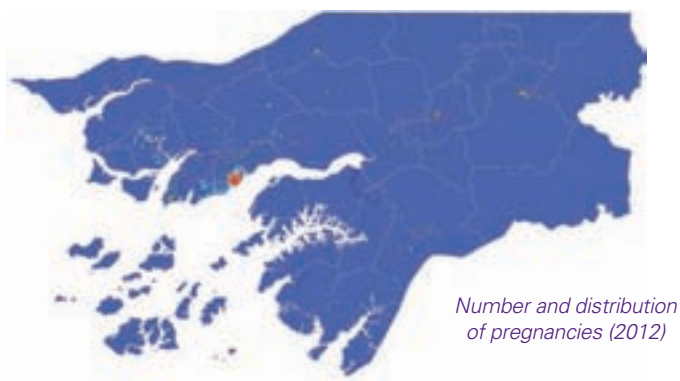 Number and distribution
of pregnancies (2012)